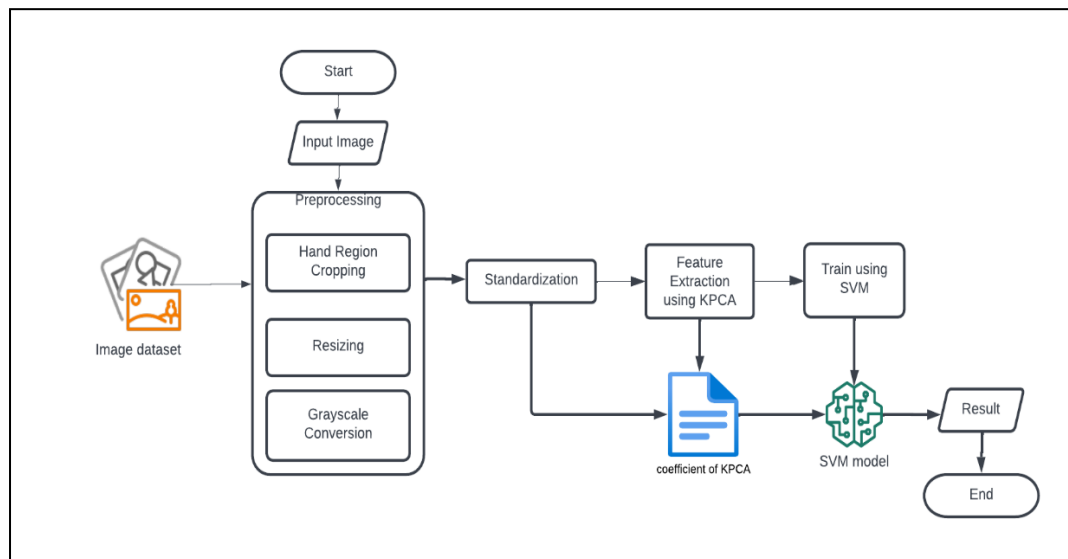 Start
Input Image
Preprocessing
Hand Region
Cropping
Resizing
Grayscale
Conversion
Image dataset
Standardization
Feature
Extraction
using KPCA
Train using
SVM
coefficient of KPCA
SVM model
Result
End